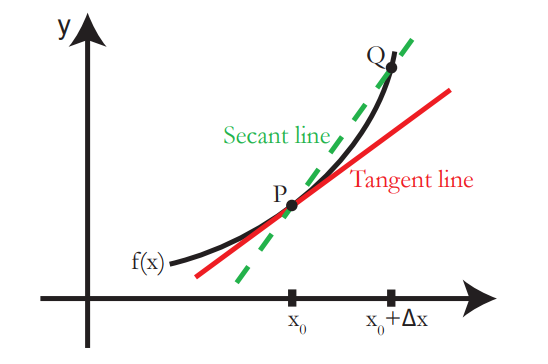 y
Q
Secant line
Tangent line
P
f(x)
x₀
x₀+Δx